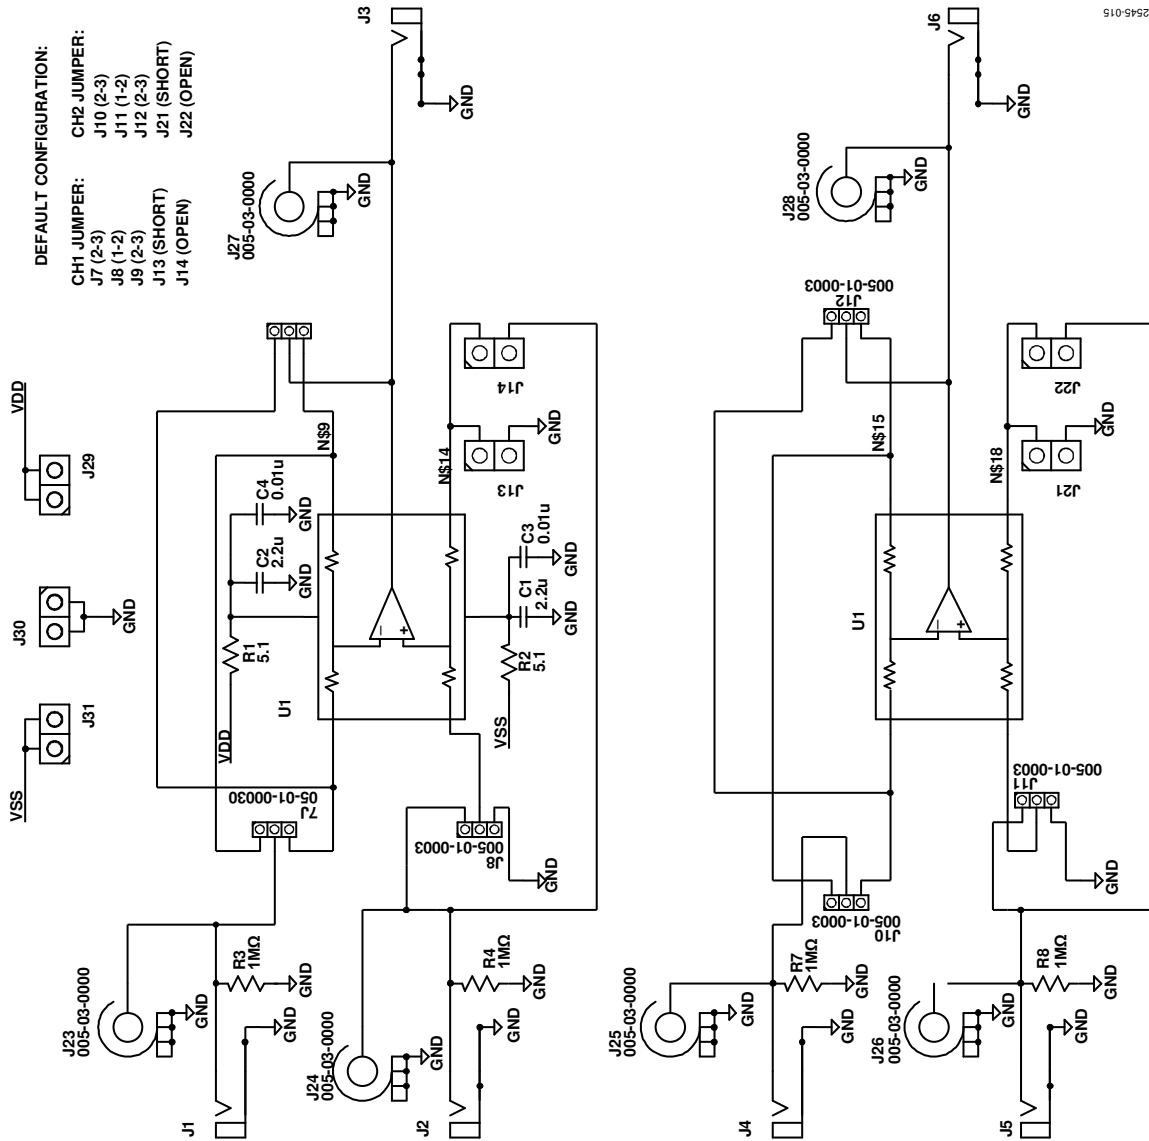 DEFAULT CONFIGURATION:
CH1 JUMPER:
J7 (2-3)
J8 (1-2)
J9 (2-3)
J13 (SHORT)
J14 (OPEN)
CH2 JUMPER:
J10 (2-3)
J11 (1-2)
J12 (2-3)
J21 (SHORT)
J22 (OPEN)
VSS
J31
J30
GND
VDD
J29
J23
005-03-0000
GND
J1
GND
R3
1MΩ
GND
7J
05-01-00030
VDD
R1
5.1
C2
2.2u
GND
C4
0.01u
GND
U1
N$9
J27
005-03-0000
GND
J3
GND
J24
005-03-0000
GND
J2
GND
R4
1MΩ
GND
005-01-0003
J8
GND
VSS
R2
5.1
C1
2.2u
GND
C3
0.01u
GND
–
+
N$14
J13
GND
J14
J25
005-03-0000
GND
J4
GND
R7
1MΩ
GND
005-01-0003
J10
U1
–
+
N$15
005-01-0003
J12
J28
005-03-0000
GND
J6
GND
J26
005-03-0000
GND
J5
GND
R8
1MΩ
GND
005-01-0003
J11
GND
N$18
J21
GND
J22
2545-015